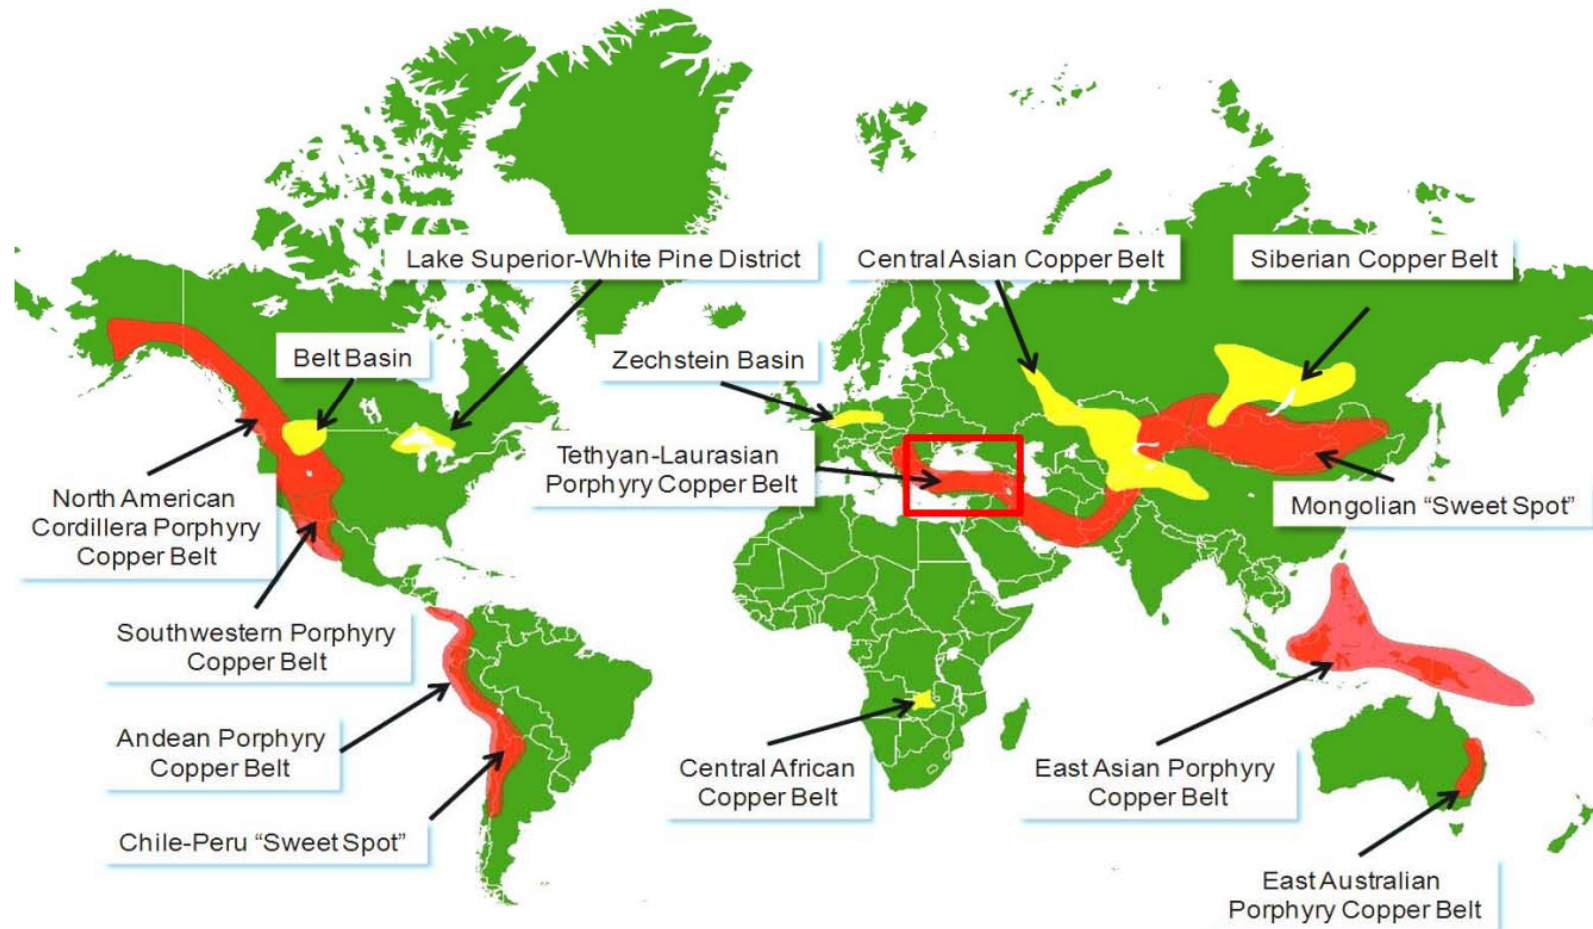 Lake Superior-White Pine District
Central Asian Copper Belt
Siberian Copper Belt
Belt Basin
Zechstein Basin
Tethyan-Laurasian
Porphyry Copper Belt
North American
Cordillera Porphyry
Copper Belt
Mongolian “Sweet Spot”
Southwestern Porphyry
Copper Belt
Andean Porphyry
Copper Belt
Central African
Copper Belt
East Asian Porphyry
Copper Belt
Chile-Peru “Sweet Spot”
East Australian
Porphyry Copper Belt